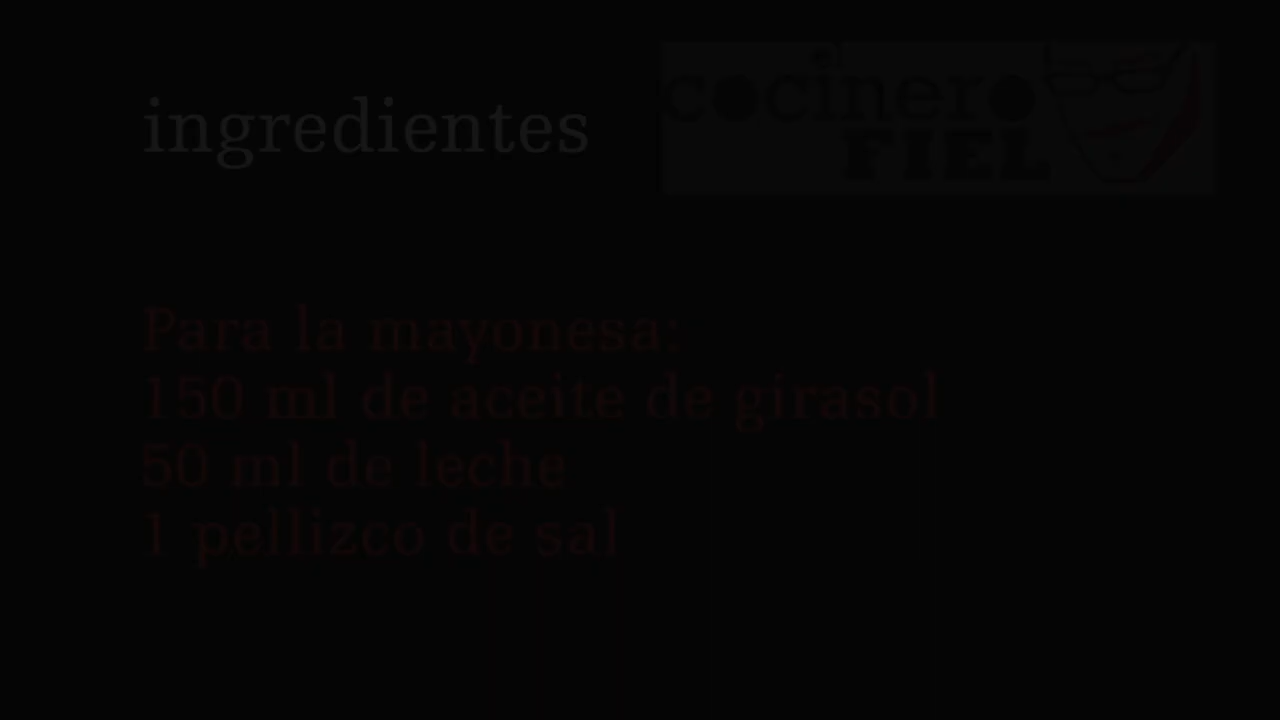 ingredientes
cocinero
FIEL
Para la mayonesa:
150 ml de aceite de girasol
50 ml de leche
1 pellizco de sal